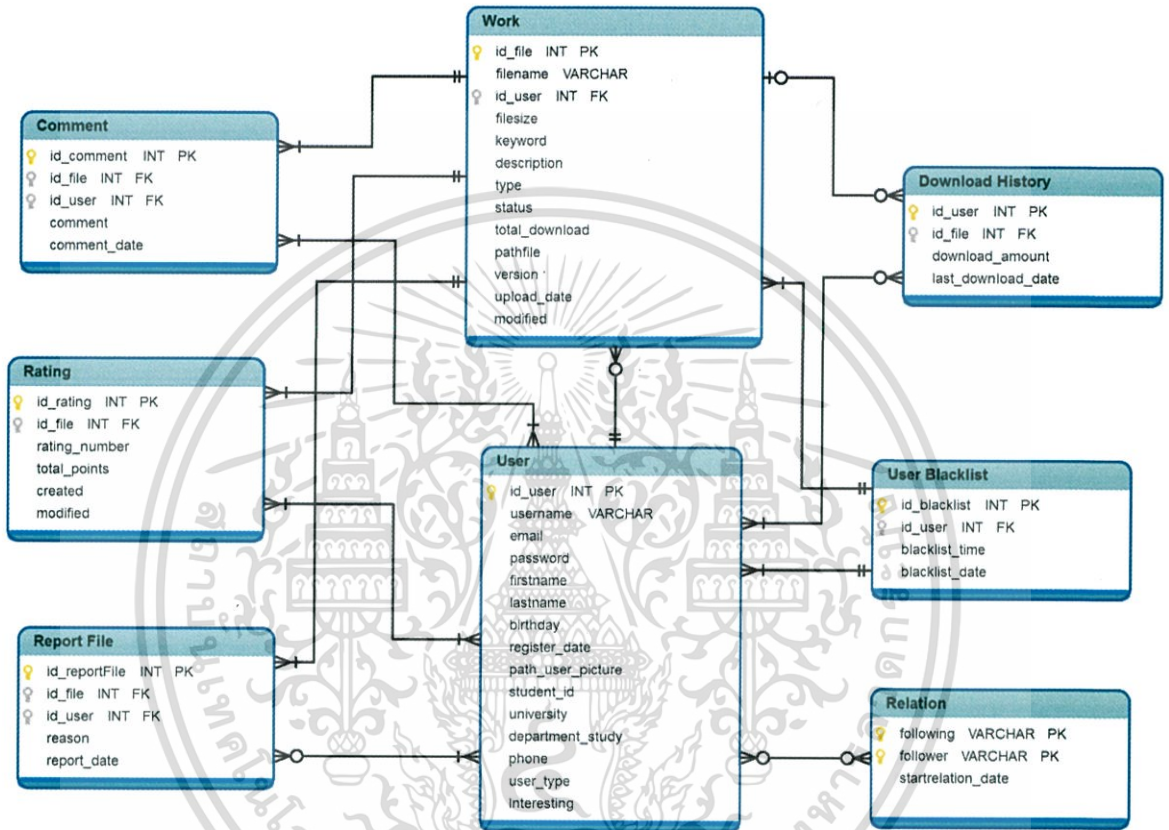 Work
id_file INT PK
filename VARCHAR
id_user INT FK
filesize
keyword
description
type
status
total_download
pathfile
version
upload_date
modified
Comment
id_comment INT PK
id_file INT FK
id_user INT FK
comment
comment_date
Download History
id_user INT PK
id_file INT FK
download_amount
last_download_date
Rating
id_rating INT PK
id_file INT FK
rating_number
total_points
created
modified
User
id_user INT PK
username VARCHAR
email
password
firstname
lastname
birthday
register_date
path_user_picture
student_id
university
department_study
phone
user_type
Interesting
User Blacklist
id_blacklist INT PK
id_user INT FK
blacklist_time
blacklist_date
Report File
id_reportFile INT PK
id_file INT FK
id_user INT FK
reason
report_date
Relation
following VARCHAR PK
follower VARCHAR PK
startrelation_date